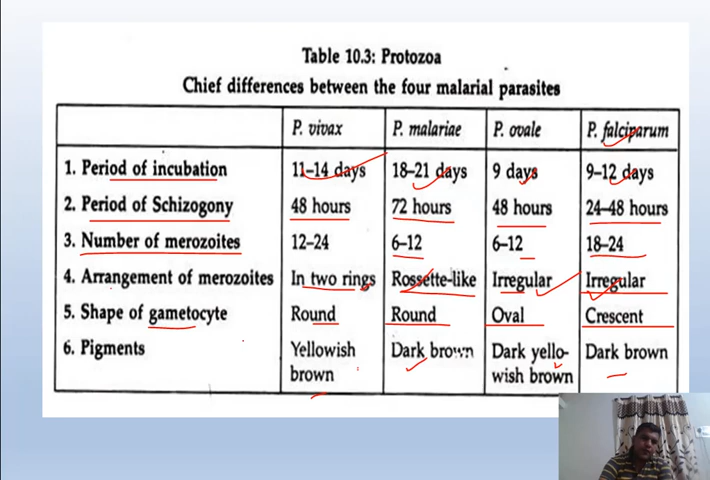 Table 10.3: Protozoa
Chief differences between the four malarial parasites
P. vivax P. malariae P. ovale P. falciparum
1. Period of incubation 11–14 days 18–21 days 9 days 9–12 days
2. Period of Schizogony 48 hours 72 hours 48 hours 24–48 hours
3. Number of merozoites 12–24 6–12 6–12 18–24
4. Arrangement of merozoites In two rings Rossette-like Irregular Irregular
5. Shape of gametocyte Round Round Oval Crescent
6. Pigments Yellowish Dark brown Dark yello- Dark brown
brown wish brown